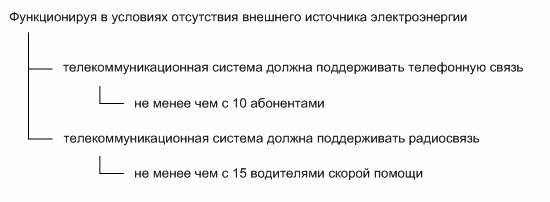 Функционируя в условиях отсутствия внешнего источника электроэнергии
телекоммуникационная система должна поддерживать телефонную связь
не менее чем с 10 абонентами
телекоммуникационная система должна поддерживать радиосвязь
не менее чем с 15 водителями скорой помощи